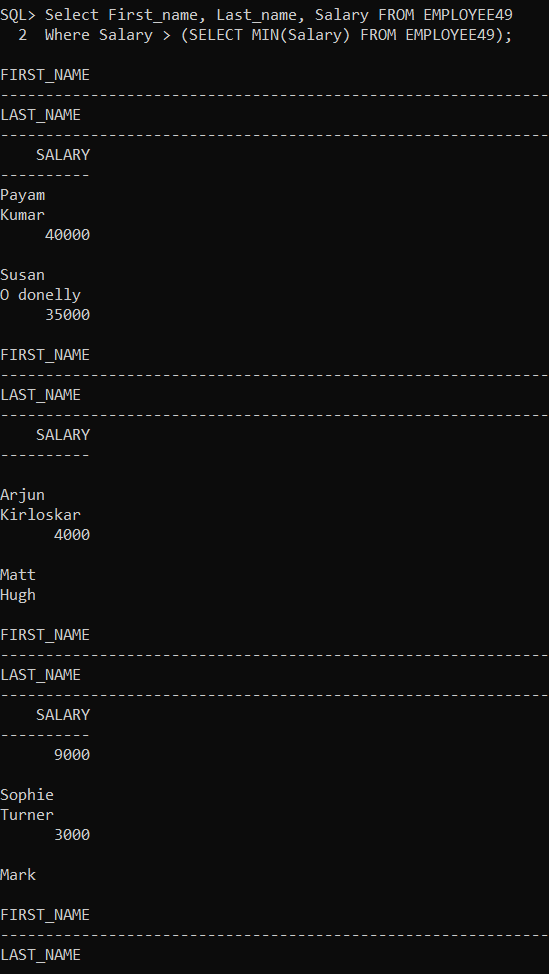 SQL> Select First_name, Last_name, Salary FROM EMPLOYEE49
  2  Where Salary > (SELECT MIN(Salary) FROM EMPLOYEE49);
FIRST_NAME
-------------------------------------------------------------
LAST_NAME
-------------------------------------------------------------
    SALARY
----------
Payam
Kumar
     40000
Susan
O donelly
     35000
FIRST_NAME
-------------------------------------------------------------
LAST_NAME
-------------------------------------------------------------
    SALARY
----------
Arjun
Kirloskar
      4000
Matt
Hugh
FIRST_NAME
-------------------------------------------------------------
LAST_NAME
-------------------------------------------------------------
    SALARY
----------
      9000
Sophie
Turner
      3000
Mark
FIRST_NAME
-------------------------------------------------------------
LAST_NAME